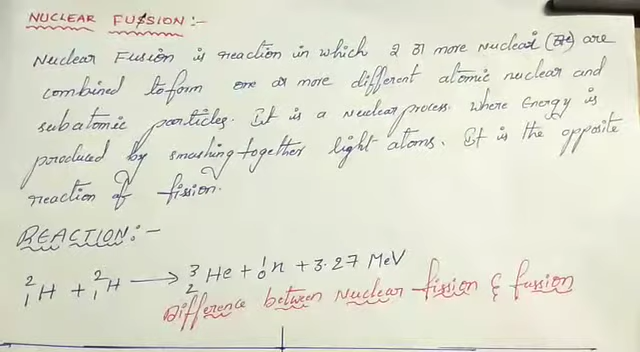 NUCLEAR FUSSION :-
Nuclear Fusion is reaction in which 2 or more nuclei are
combined to form one or more different atomic nuclear and
subatomic particles. It is a nuclear process. where Energy is
produced by smashing together light atoms. It is the opposite
reaction of fission.
REACTION :-
²₁H + ²₁H → ³₂He + ¹₀n + 3.27 MeV
Difference between Nuclear fission & fussion